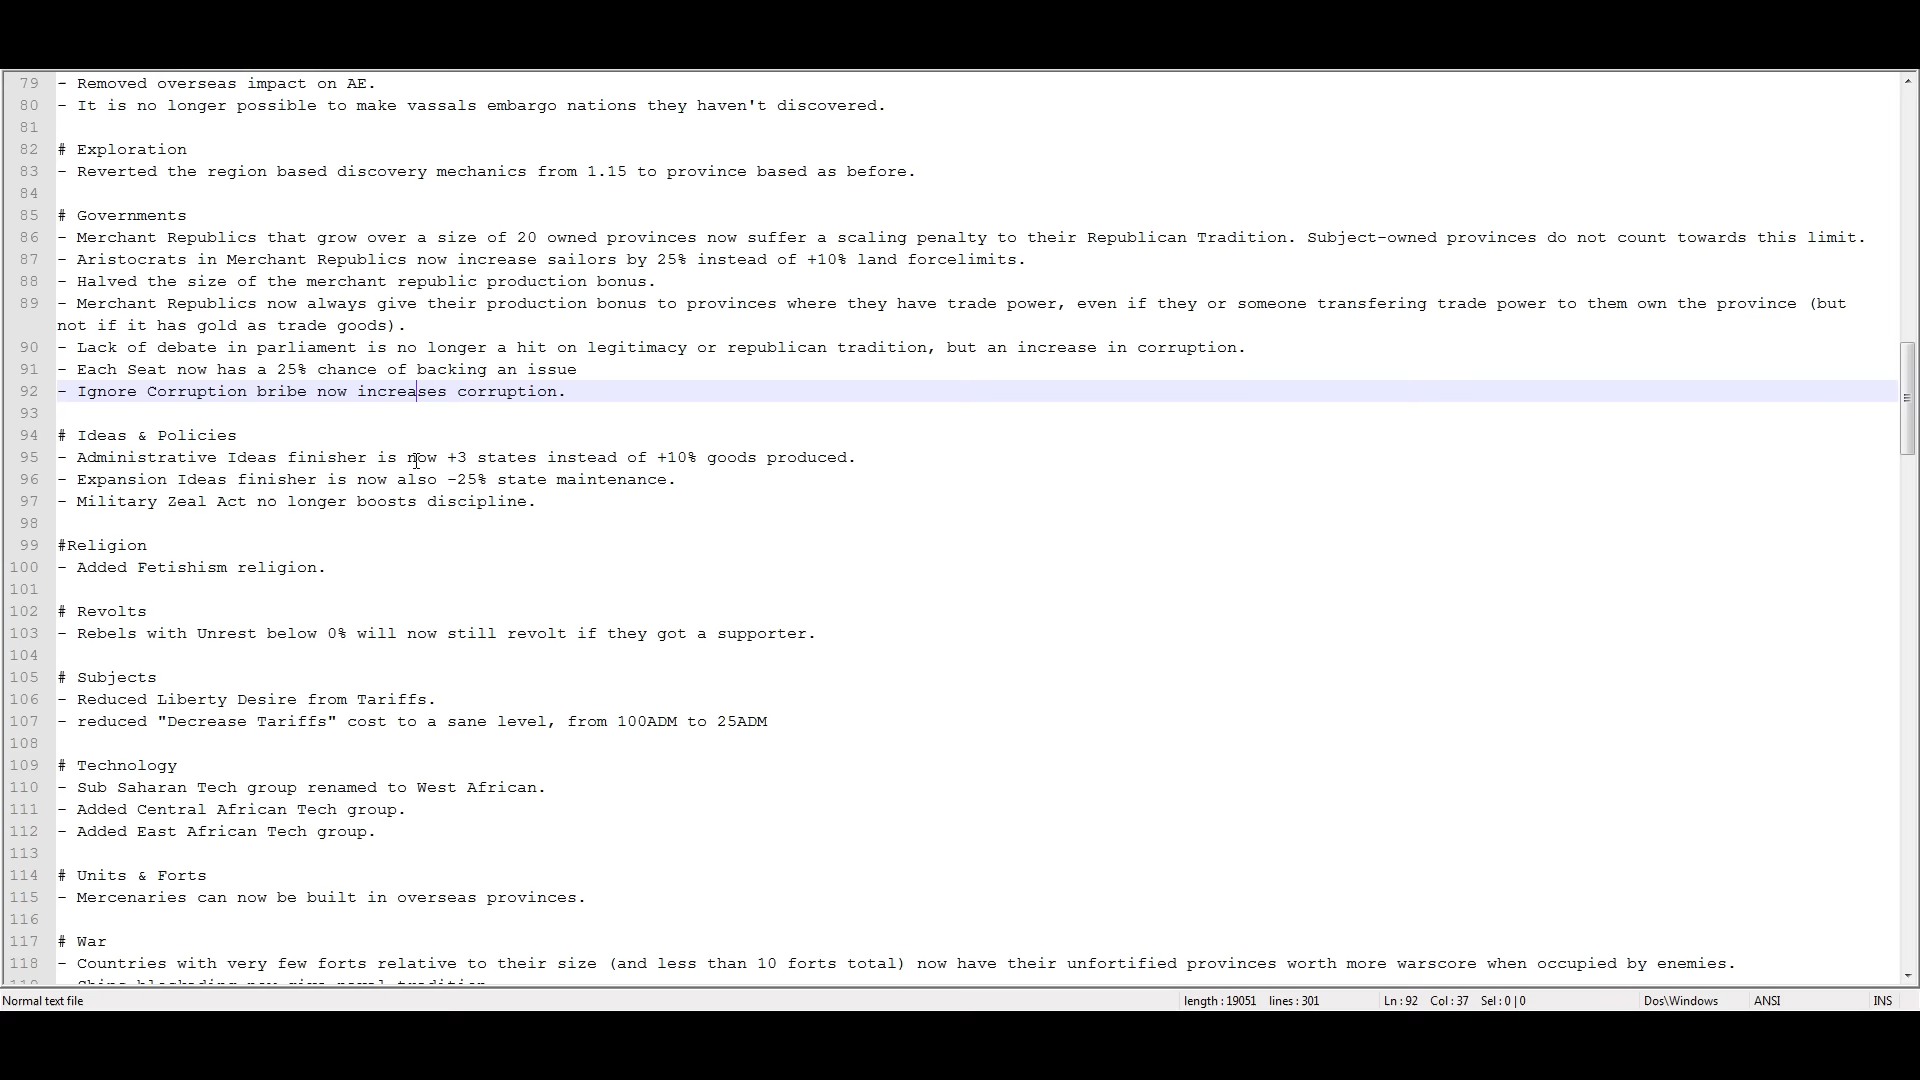 79 - Removed overseas impact on AE.
80 - It is no longer possible to make vassals embargo nations they haven't discovered.
81
82 # Exploration
83 - Reverted the region based discovery mechanics from 1.15 to province based as before.
84
85 # Governments
86 - Merchant Republics that grow over a size of 20 owned provinces now suffer a scaling penalty to their Republican Tradition. Subject-owned provinces do not count towards this limit.
87 - Aristocrats in Merchant Republics now increase sailors by 25% instead of +10% land forcelimits.
88 - Halved the size of the merchant republic production bonus.
89 - Merchant Republics now always give their production bonus to provinces where they have trade power, even if they or someone transfering trade power to them own the province (but
not if it has gold as trade goods).
90 - Lack of debate in parliament is no longer a hit on legitimacy or republican tradition, but an increase in corruption.
91 - Each Seat now has a 25% chance of backing an issue
92 - Ignore Corruption bribe now increases corruption.
93
94 # Ideas & Policies
95 - Administrative Ideas finisher is now +3 states instead of +10% goods produced.
96 - Expansion Ideas finisher is now also -25% state maintenance.
97 - Military Zeal Act no longer boosts discipline.
98
99 #Religion
100 - Added Fetishism religion.
101
102 # Revolts
103 - Rebels with Unrest below 0% will now still revolt if they got a supporter.
104
105 # Subjects
106 - Reduced Liberty Desire from Tariffs.
107 - reduced "Decrease Tariffs" cost to a sane level, from 100ADM to 25ADM
108
109 # Technology
110 - Sub Saharan Tech group renamed to West African.
111 - Added Central African Tech group.
112 - Added East African Tech group.
113
114 # Units & Forts
115 - Mercenaries can now be built in overseas provinces.
116
117 # War
118 - Countries with very few forts relative to their size (and less than 10 forts total) now have their unfortified provinces worth more warscore when occupied by enemies.
Normal text file length : 19051 lines : 301 Ln : 92 Col : 37 Sel : 0 | 0 Dos\Windows ANSI INS